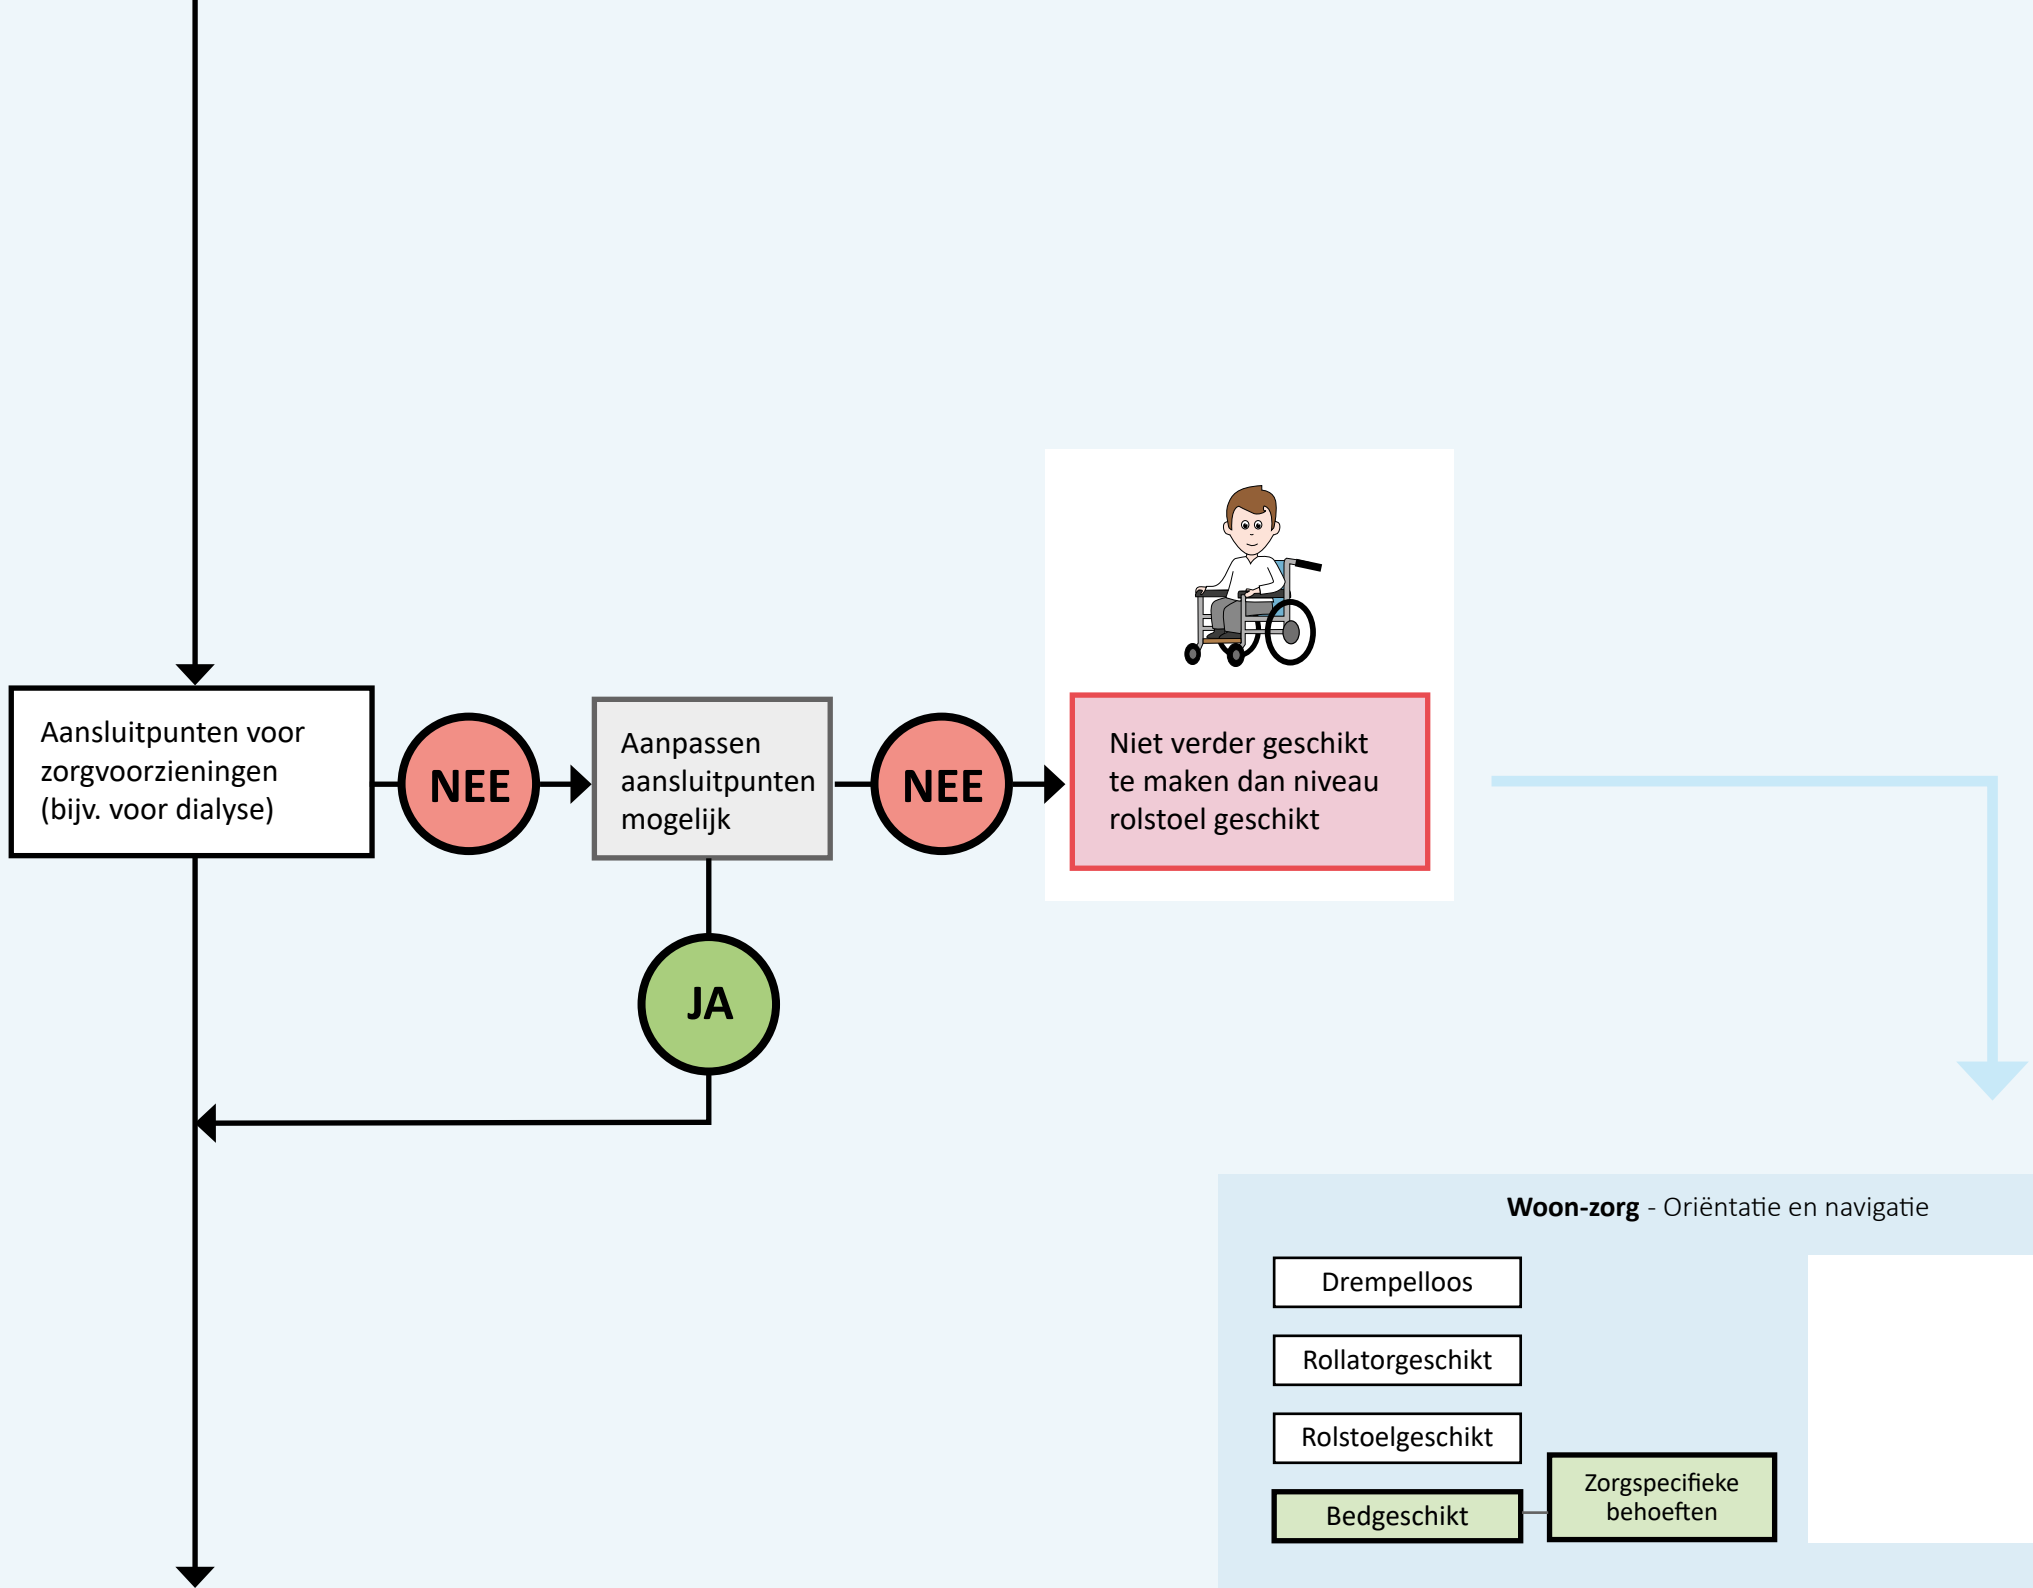 Aansluitpunten voor
zorgvoorzieningen
(bijv. voor dialyse)
NEE
Aanpassen
aansluitpunten
mogelijk
NEE
Niet verder geschikt
te maken dan niveau
rolstoel geschikt
JA
Woon-zorg - Oriëntatie en navigatie
Drempelloos
Rollatorgeschikt
Rolstoelgeschikt
Bedgeschikt
Zorgspecifieke
behoeften